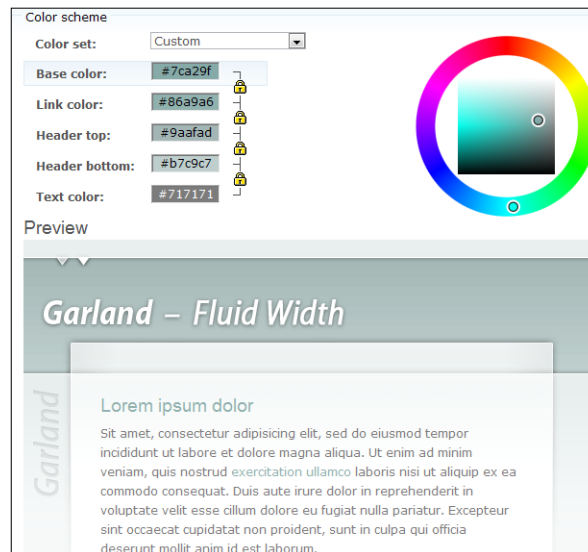 Color scheme
Color set: Custom
Base color: #7ca29f
Link color: #86a9a6
Header top: #9aafad
Header bottom: #b7c9c7
Text color: #717171
Preview
Garland – Fluid Width
Garland
Lorem ipsum dolor
Sit amet, consectetur adipisicing elit, sed do eiusmod tempor
incididunt ut labore et dolore magna aliqua. Ut enim ad minim
veniam, quis nostrud exercitation ullamco laboris nisi ut aliquip ex ea
commodo consequat. Duis aute irure dolor in reprehenderit in
voluptate velit esse cillum dolore eu fugiat nulla pariatur. Excepteur
sint occaecat cupidatat non proident, sunt in culpa qui officia
deserunt mollit anim id est laborum.